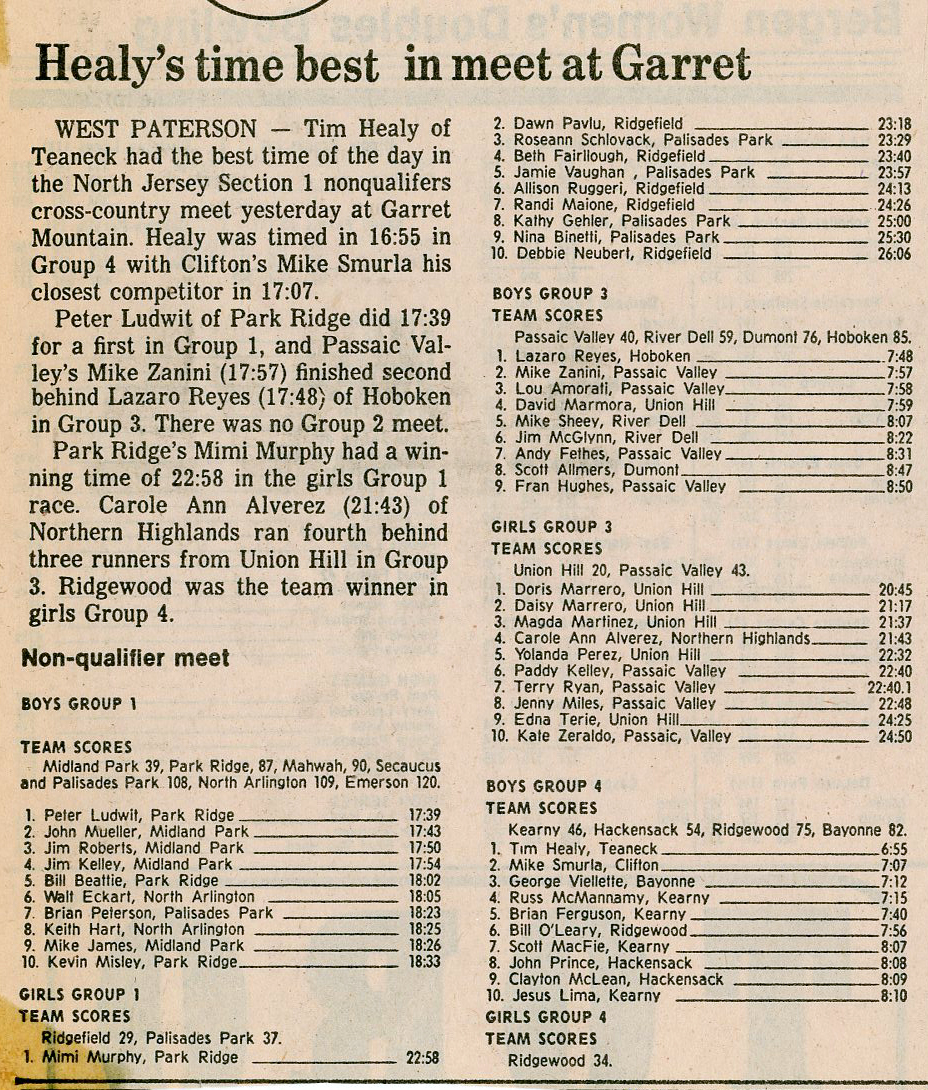 Healy's time best in meet at Garret
WEST PATERSON — Tim Healy of
Teaneck had the best time of the day in
the North Jersey Section 1 nonqualifers
cross-country meet yesterday at Garret
Mountain. Healy was timed in 16:55 in
Group 4 with Clifton's Mike Smurla his
closest competitor in 17:07.
Peter Ludwit of Park Ridge did 17:39
for a first in Group 1, and Passaic Val-
ley's Mike Zanini (17:57) finished second
behind Lazaro Reyes (17:48) of Hoboken
in Group 3. There was no Group 2 meet.
Park Ridge's Mimi Murphy had a win-
ning time of 22:58 in the girls Group 1
race. Carole Ann Alverez (21:43) of
Northern Highlands ran fourth behind
three runners from Union Hill in Group
3. Ridgewood was the team winner in
girls Group 4.
Non-qualifier meet
BOYS GROUP 1
TEAM SCORES
Midland Park 39, Park Ridge, 87, Mahwah, 90, Secaucus
and Palisades Park 108, North Arlington 109, Emerson 120.
1. Peter Ludwit, Park Ridge 17:39
2. John Mueller, Midland Park 17:43
3. Jim Roberts, Midland Park 17:50
4. Jim Kelley, Midland Park 17:54
5. Bill Beattie, Park Ridge 18:02
6. Walt Eckart, North Arlington 18:05
7. Brian Peterson, Palisades Park 18:23
8. Keith Hart, North Arlington 18:25
9. Mike James, Midland Park 18:26
10. Kevin Misley, Park Ridge 18:33
GIRLS GROUP 1
TEAM SCORES
Ridgefield 29, Palisades Park 37.
1. Mimi Murphy, Park Ridge 22:58
2. Dawn Pavlu, Ridgefield 23:18
3. Roseann Schlovack, Palisades Park 23:29
4. Beth Fairllough, Ridgefield 23:40
5. Jamie Vaughan , Palisades Park 23:57
6. Allison Ruggeri, Ridgefield 24:13
7. Randi Maione, Ridgefield 24:26
8. Kathy Gehler, Palisades Park 25:00
9. Nina Binetti, Palisades Park 25:30
10. Debbie Neubert, Ridgefield 26:06
BOYS GROUP 3
TEAM SCORES
Passaic Valley 40, River Dell 59, Dumont 76, Hoboken 85.
1. Lazaro Reyes, Hoboken 7:48
2. Mike Zanini, Passaic Valley 7:57
3. Lou Amorati, Passaic Valley 7:58
4. David Marmora, Union Hill 7:59
5. Mike Sheey, River Dell 8:07
6. Jim McGlynn, River Dell 8:22
7. Andy Fethes, Passaic Valley 8:31
8. Scott Allmers, Dumont 8:47
9. Fran Hughes, Passaic Valley 8:50
GIRLS GROUP 3
TEAM SCORES
Union Hill 20, Passaic Valley 43.
1. Doris Marrero, Union Hill 20:45
2. Daisy Marrero, Union Hill 21:17
3. Magda Martinez, Union Hill 21:37
4. Carole Ann Alverez, Northern Highlands 21:43
5. Yolanda Perez, Union Hill 22:32
6. Paddy Kelley, Passaic Valley 22:40
7. Terry Ryan, Passaic Valley 22:40.1
8. Jenny Miles, Passaic Valley 22:48
9. Edna Terie, Union Hill 24:25
10. Kate Zeraldo, Passaic, Valley 24:50
BOYS GROUP 4
TEAM SCORES
Kearny 46, Hackensack 54, Ridgewood 75, Bayonne 82.
1. Tim Healy, Teaneck 6:55
2. Mike Smurla, Clifton 7:07
3. George Viellette, Bayonne 7:12
4. Russ McMannamy, Kearny 7:15
5. Brian Ferguson, Kearny 7:40
6. Bill O'Leary, Ridgewood 7:56
7. Scott MacFie, Kearny 8:07
8. John Prince, Hackensack 8:08
9. Clayton McLean, Hackensack 8:09
10. Jesus Lima, Kearny 8:10
GIRLS GROUP 4
TEAM SCORES
Ridgewood 34.